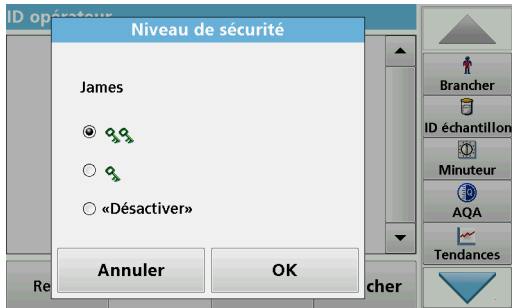 ID opérateur
Niveau de sécurité
James
«Désactiver»
Annuler
OK
Re
cher
Brancher
ID échantillon
Minuteur
AQA
Tendances